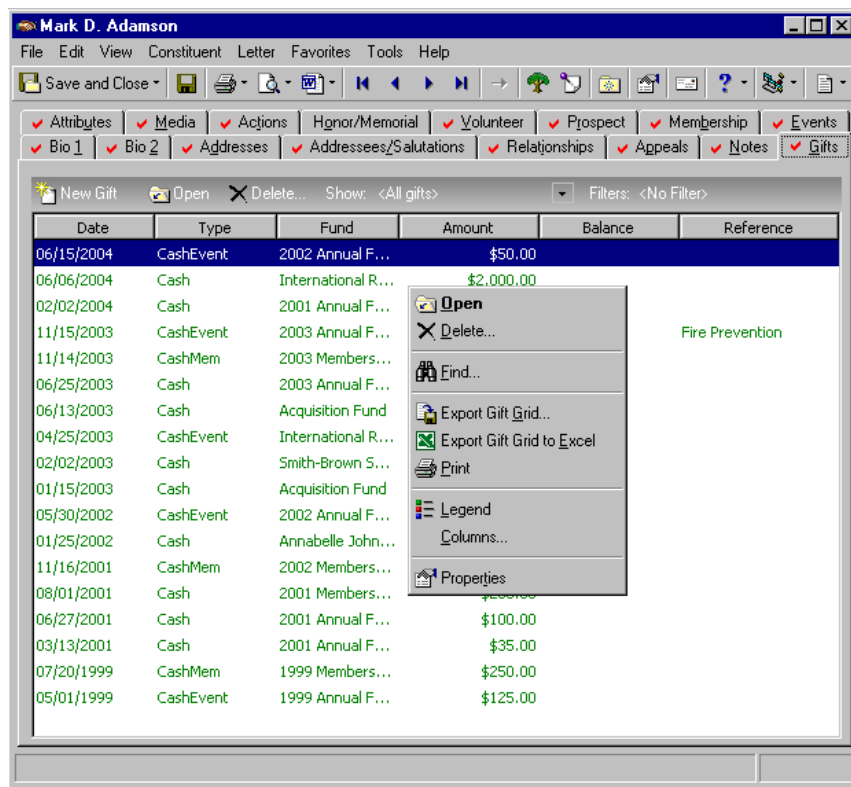 Mark D. Adamson
File Edit View Constituent Letter Favorites Tools Help
Save and Close
Attributes Media Actions Honor/Memorial Volunteer Prospect Membership Events
Bio 1 Bio 2 Addresses Addressees/Salutations Relationships Appeals Notes Gifts
New Gift Open Delete... Show: <All gifts> Filters: <No Filter>
Date Type Fund Amount Balance Reference
06/15/2004 CashEvent 2002 Annual F... $50.00
06/06/2004 Cash International R... $2,000.00
02/02/2004 Cash 2001 Annual F...
11/15/2003 CashEvent 2003 Annual F... Fire Prevention
11/14/2003 CashMem 2003 Members...
06/25/2003 Cash 2003 Annual F...
06/13/2003 Cash Acquisition Fund
04/25/2003 CashEvent International R...
02/02/2003 Cash Smith-Brown S...
01/15/2003 Cash Acquisition Fund
05/30/2002 CashEvent 2002 Annual F...
01/25/2002 Cash Annabelle John...
11/16/2001 CashMem 2002 Members...
08/01/2001 Cash 2001 Members...
06/27/2001 Cash 2001 Annual F... $100.00
03/13/2001 Cash 2001 Annual F... $35.00
07/20/1999 CashMem 1999 Members... $250.00
05/01/1999 CashEvent 1999 Annual F... $125.00
Open
Delete...
Find...
Export Gift Grid...
Export Gift Grid to Excel
Print
Legend
Columns...
Properties